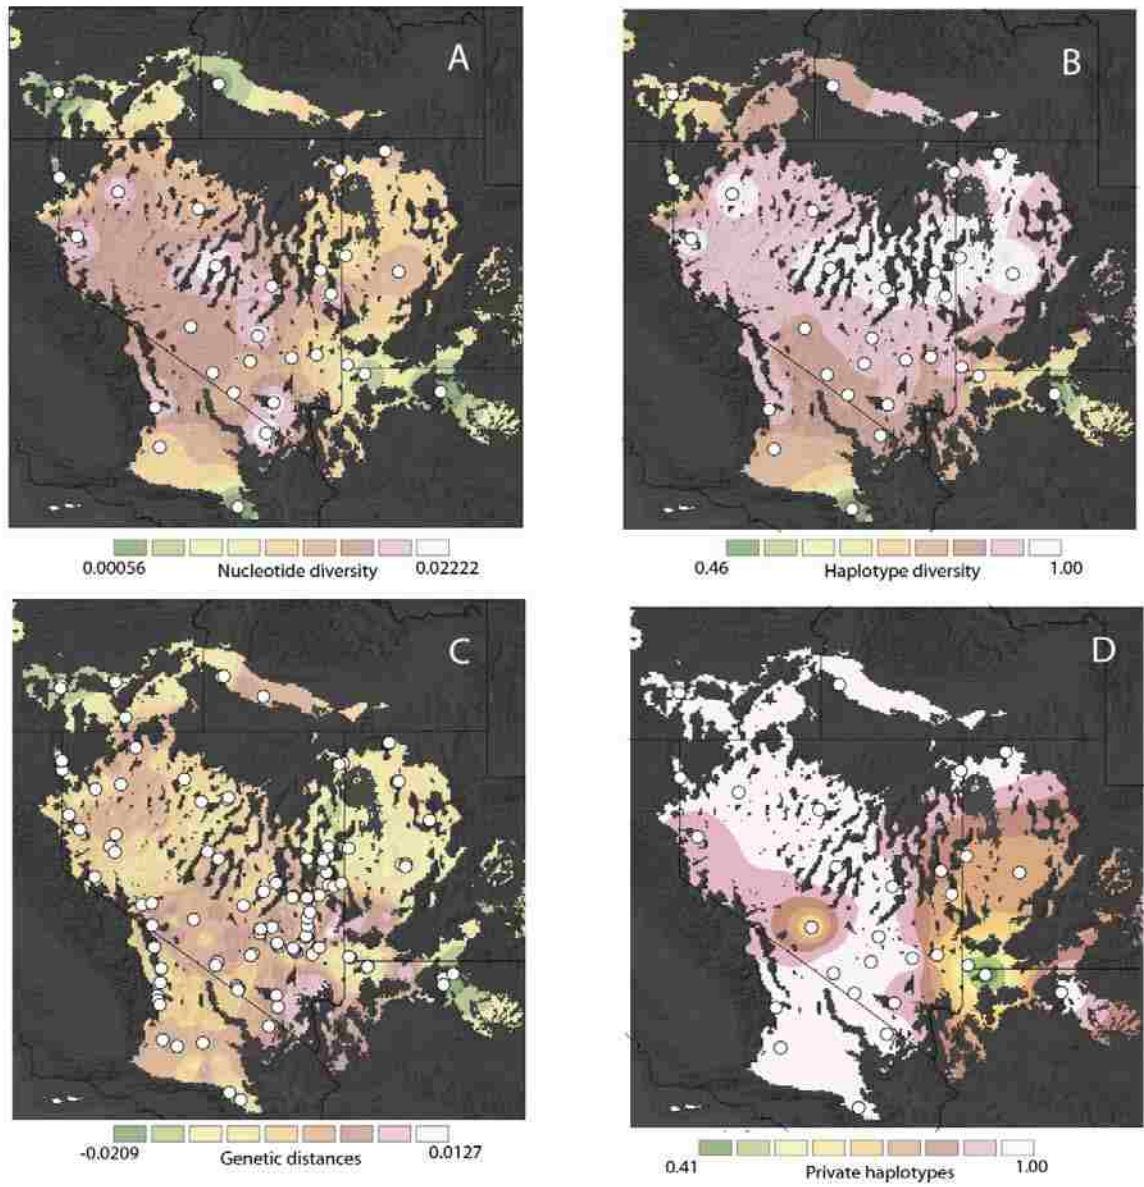 A
B
0.00056 Nucleotide diversity 0.02222
0.46 Haplotype diversity 1.00
C
D
-0.0209 Genetic distances 0.0127
0.41 Private haplotypes 1.00